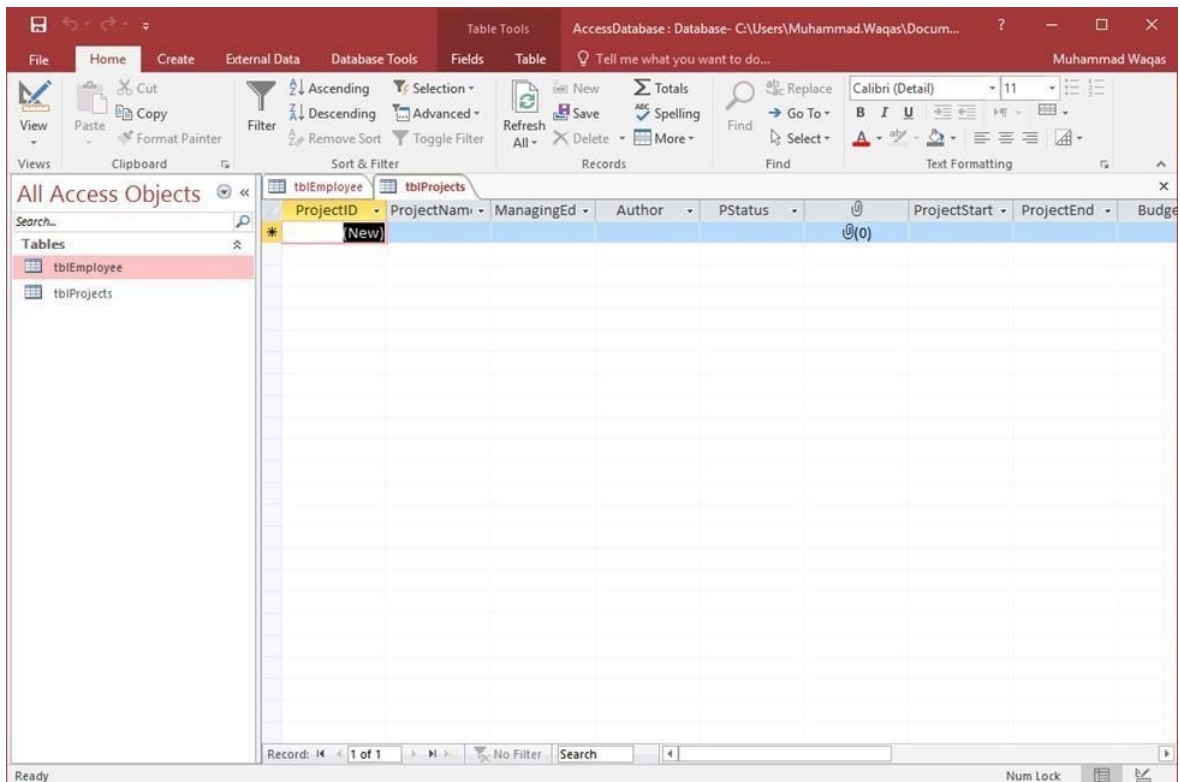 Table Tools AccessDatabase : Database- C:\Users\Muhammad.Waqas\Docum... ?
File Home Create External Data Database Tools Fields Table Tell me what you want to do... Muhammad Waqas
View
Views
Paste
Cut
Copy
Format Painter
Clipboard
Filter
Ascending
Descending
Remove Sort
Selection
Advanced
Toggle Filter
Sort & Filter
Refresh
All
New
Save
Delete
Totals
Spelling
More
Records
Find
Replace
Go To
Select
Find
Calibri (Detail) 11
B I U
A
Text Formatting
All Access Objects
Search...
Tables
tblEmployee
tblProjects
tblEmployee tblProjects
ProjectID ProjectNam ManagingEd Author PStatus ProjectStart ProjectEnd Budge
(New) (0)
Record: 1 of 1 No Filter Search
Ready Num Lock